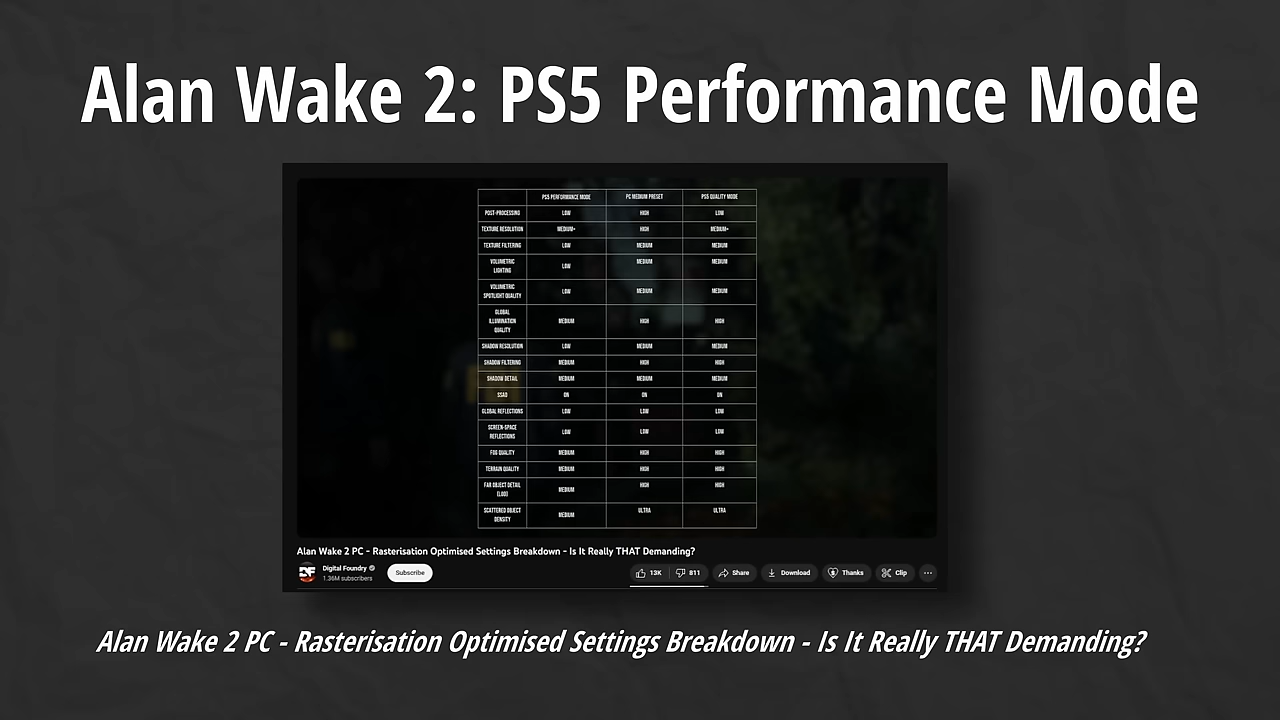 Alan Wake 2: PS5 Performance Mode
PS5 PERFORMANCE MODE PC MEDIUM PRESET PS5 QUALITY MODE
POST-PROCESSING LOW HIGH LOW
TEXTURE RESOLUTION MEDIUM+ HIGH MEDIUM+
TEXTURE FILTERING LOW MEDIUM MEDIUM
VOLUMETRIC
LIGHTING LOW MEDIUM MEDIUM
VOLUMETRIC
SPOTLIGHT QUALITY LOW MEDIUM MEDIUM
GLOBAL
ILLUMINATION MEDIUM HIGH HIGH
QUALITY
SHADOW RESOLUTION LOW MEDIUM MEDIUM
SHADOW FILTERING MEDIUM HIGH HIGH
SHADOW DETAIL MEDIUM MEDIUM MEDIUM
SSAO ON ON ON
GLOBAL REFLECTIONS LOW LOW LOW
SCREEN-SPACE
REFLECTIONS LOW LOW LOW
FOG QUALITY MEDIUM HIGH HIGH
TERRAIN QUALITY MEDIUM HIGH HIGH
FAR OBJECT DETAIL
(LOD) MEDIUM HIGH HIGH
SCATTERED OBJECT
DENSITY MEDIUM ULTRA ULTRA
Alan Wake 2 PC - Rasterisation Optimised Settings Breakdown - Is It Really THAT Demanding?
Digital Foundry
1.36M subscribers
Subscribe
13K 811 Share Download Thanks Clip
Alan Wake 2 PC - Rasterisation Optimised Settings Breakdown - Is It Really THAT Demanding?